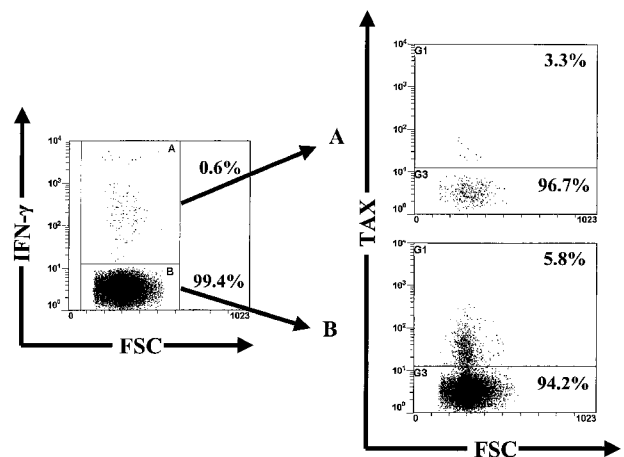 IFN-γ
10⁴
10³
10²
10¹
10⁰
A
B
0
1023
FSC
0.6%
99.4%
A
B
TAX
10⁴
10³
10²
10¹
10⁰
G1
3.3%
G3
96.7%
0
1023
10⁴
10³
10²
10¹
10⁰
G1
5.8%
G3
94.2%
0
1023
FSC